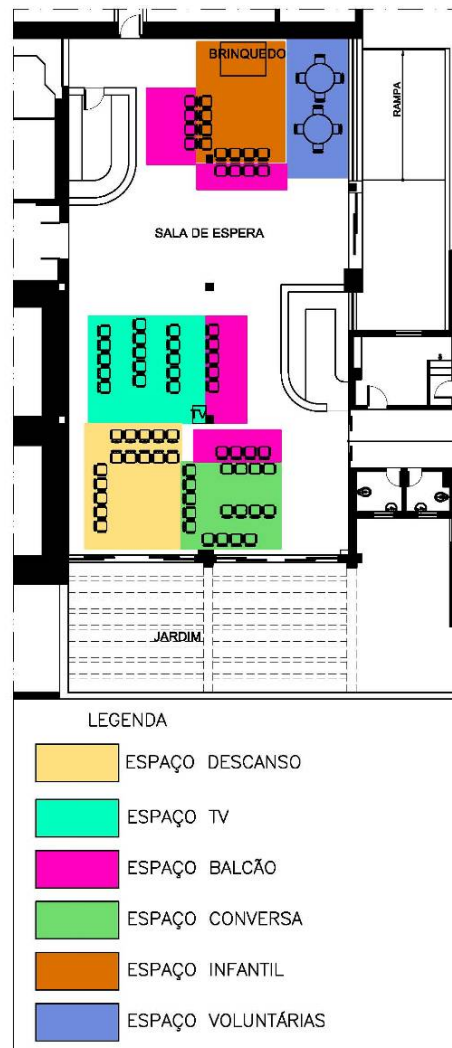 BRINQUEDO
RAMPA
SALA DE ESPERA
TV
JARDIM
LEGENDA
ESPAÇO DESCANSO
ESPAÇO TV
ESPAÇO BALCÃO
ESPAÇO CONVERSA
ESPAÇO INFANTIL
ESPAÇO VOLUNTÁRIAS